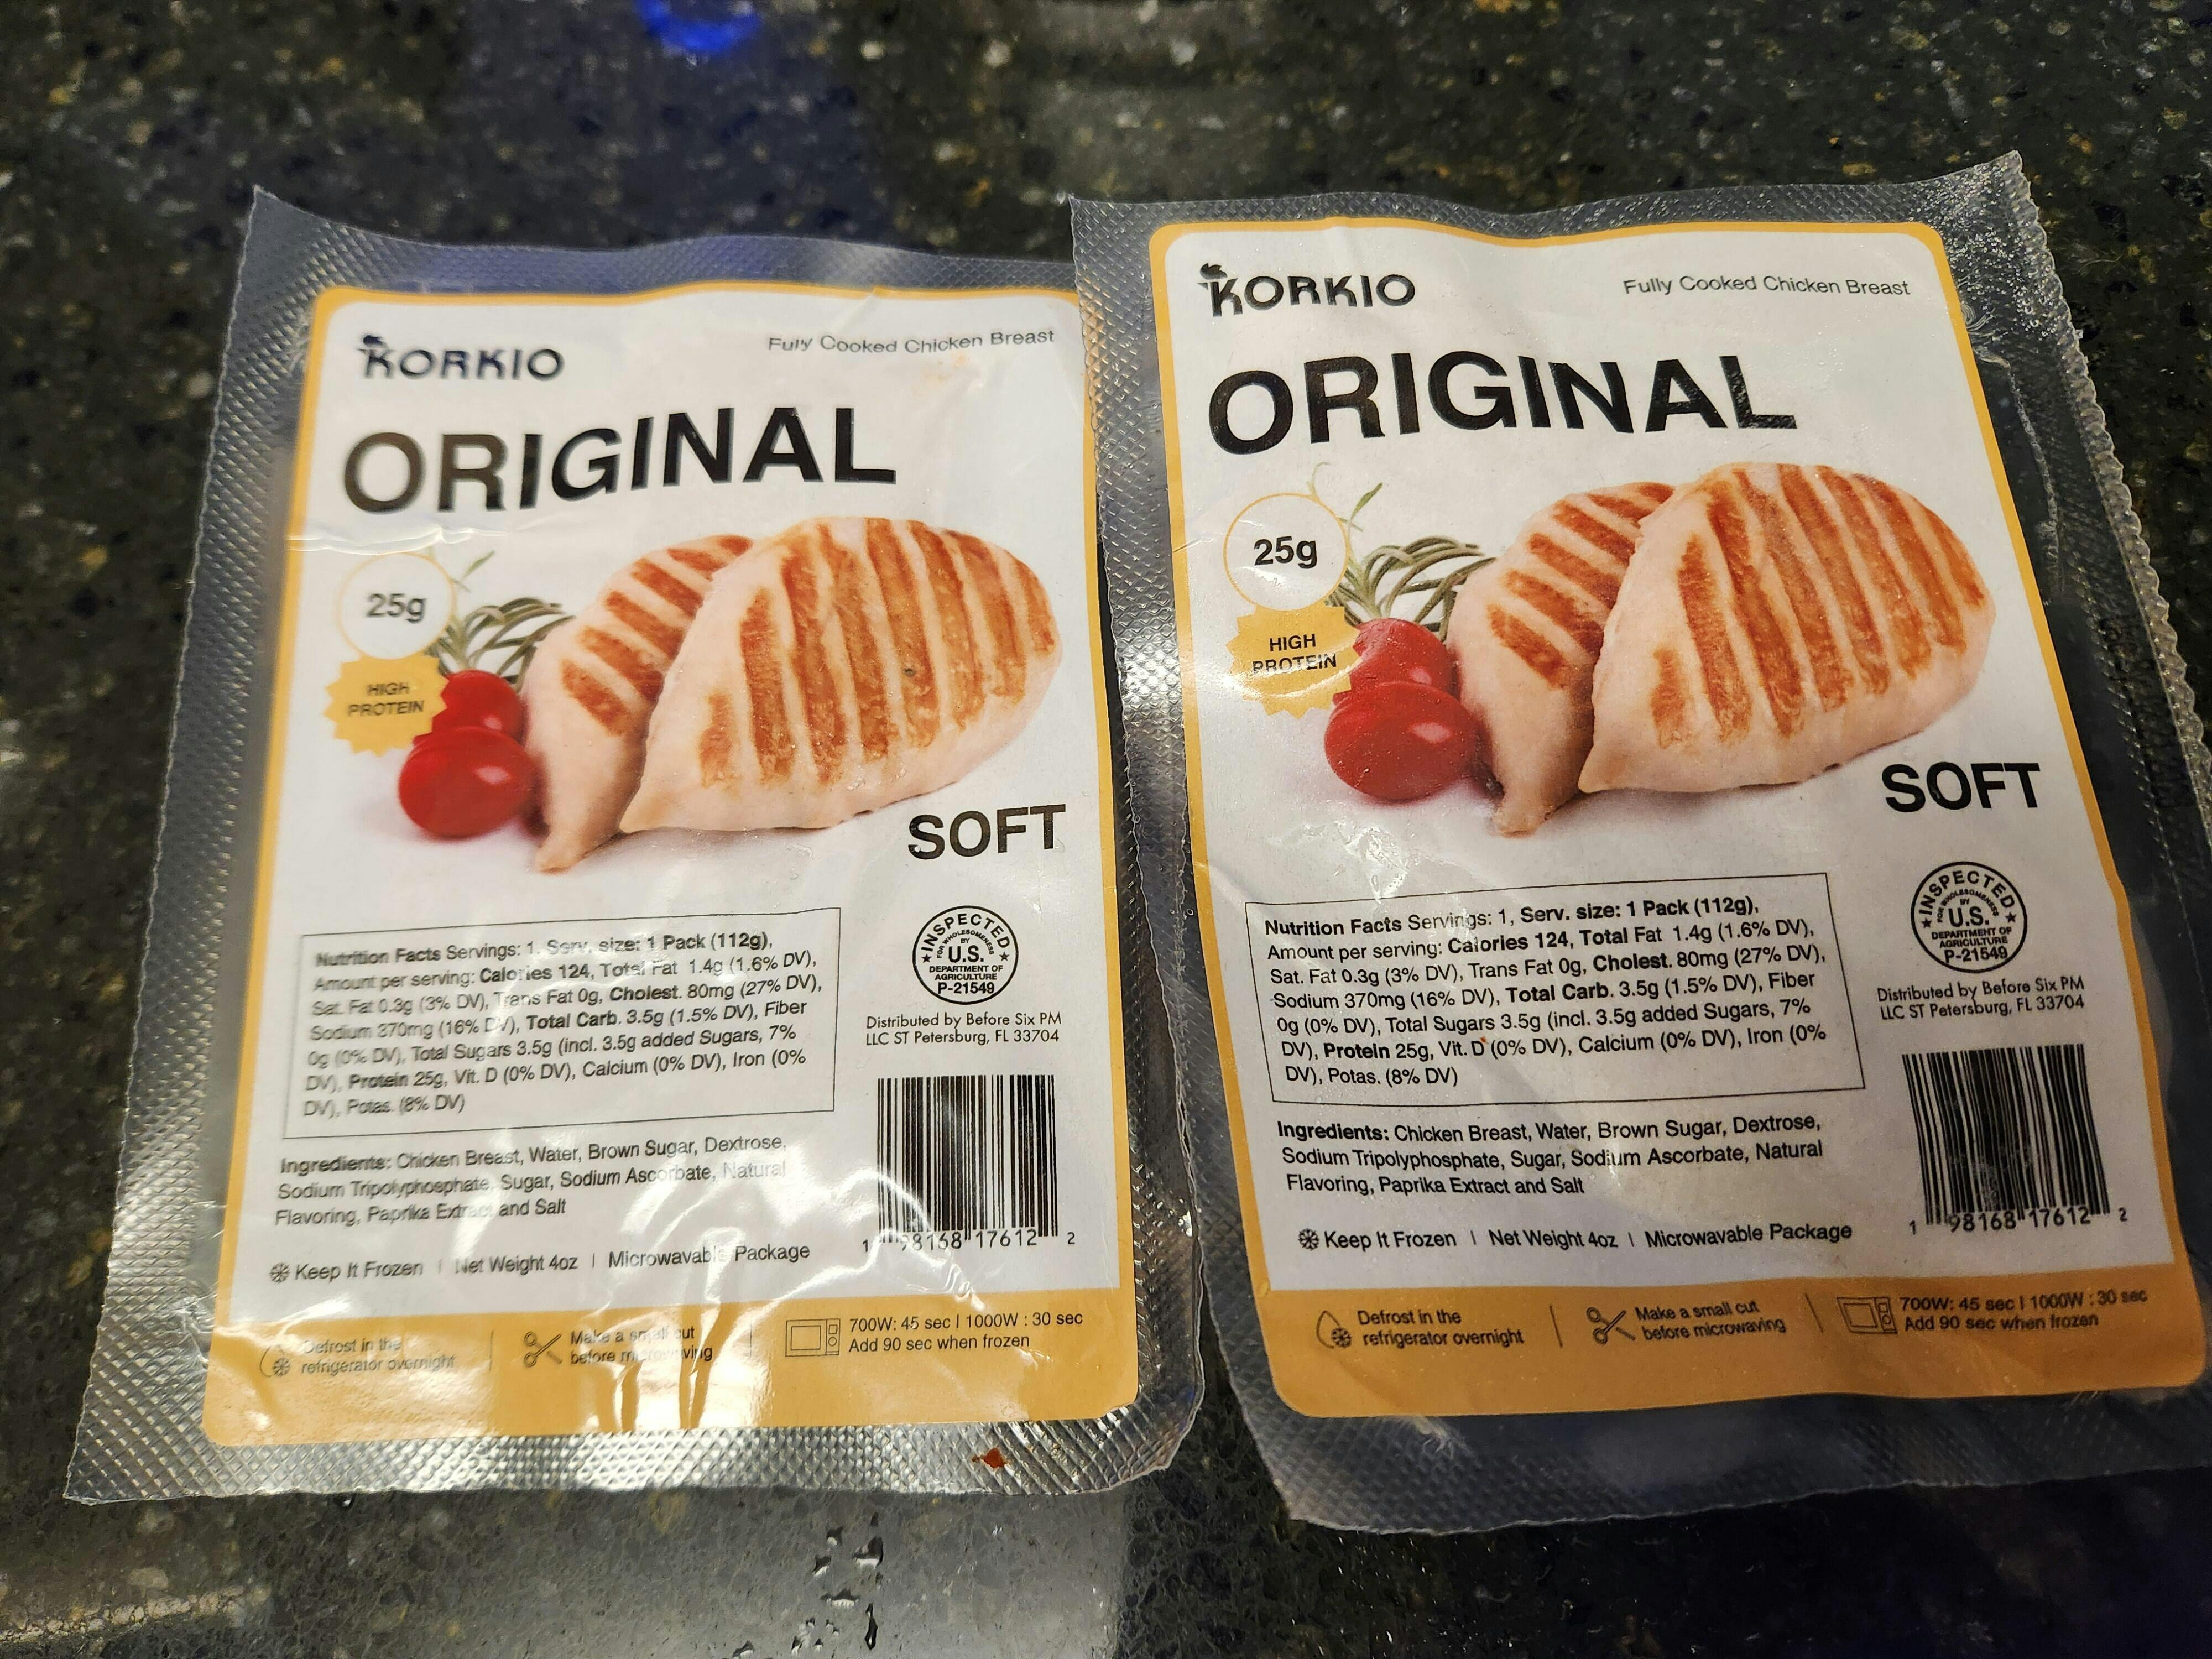 KORKIO
Fully Cooked Chicken Breast
ORIGINAL
25g
HIGH
PROTEIN
SOFT
Nutrition Facts Servings: 1, Serv. size: 1 Pack (112g),
Amount per serving: Calories 124, Total Fat 1.4g (1.6% DV),
Sat. Fat 0.3g (3% DV), Trans Fat 0g, Cholest. 80mg (27% DV),
Sodium 370mg (16% DV), Total Carb. 3.5g (1.5% DV), Fiber
0g (0% DV), Total Sugars 3.5g (incl. 3.5g added Sugars, 7%
DV), Protein 25g, Vit. D (0% DV), Calcium (0% DV), Iron (0%
DV), Potas. (8% DV)
INSPECTED
FOR WHOLESOMENESS
BY
U.S.
DEPARTMENT OF
AGRICULTURE
P-21549
Distributed by Before Six PM
LLC ST Petersburg, FL 33704
Ingredients: Chicken Breast, Water, Brown Sugar, Dextrose,
Sodium Tripolyphosphate, Sugar, Sodium Ascorbate, Natural
Flavoring, Paprika Extract and Salt
1 98168 17612 2
Keep It Frozen | Net Weight 4oz | Microwavable Package
Defrost in the
refrigerator overnight
Make a small cut
before microwaving
700W: 45 sec | 1000W : 30 sec
Add 90 sec when frozen
KORKIO
Fully Cooked Chicken Breast
ORIGINAL
25g
HIGH
PROTEIN
SOFT
Nutrition Facts Servings: 1, Serv. size: 1 Pack (112g),
Amount per serving: Calories 124, Total Fat 1.4g (1.6% DV),
Sat. Fat 0.3g (3% DV), Trans Fat 0g, Cholest. 80mg (27% DV),
Sodium 370mg (16% DV), Total Carb. 3.5g (1.5% DV), Fiber
0g (0% DV), Total Sugars 3.5g (incl. 3.5g added Sugars, 7%
DV), Protein 25g, Vit. D (0% DV), Calcium (0% DV), Iron (0%
DV), Potas. (8% DV)
INSPECTED
FOR WHOLESOMENESS
BY
U.S.
DEPARTMENT OF
AGRICULTURE
P-21549
Distributed by Before Six PM
LLC ST Petersburg, FL 33704
Ingredients: Chicken Breast, Water, Brown Sugar, Dextrose,
Sodium Tripolyphosphate, Sugar, Sodium Ascorbate, Natural
Flavoring, Paprika Extract and Salt
1 98168 17612 2
Keep It Frozen | Net Weight 4oz | Microwavable Package
Defrost in the
refrigerator overnight
Make a small cut
before microwaving
700W: 45 sec | 1000W : 30 sec
Add 90 sec when frozen